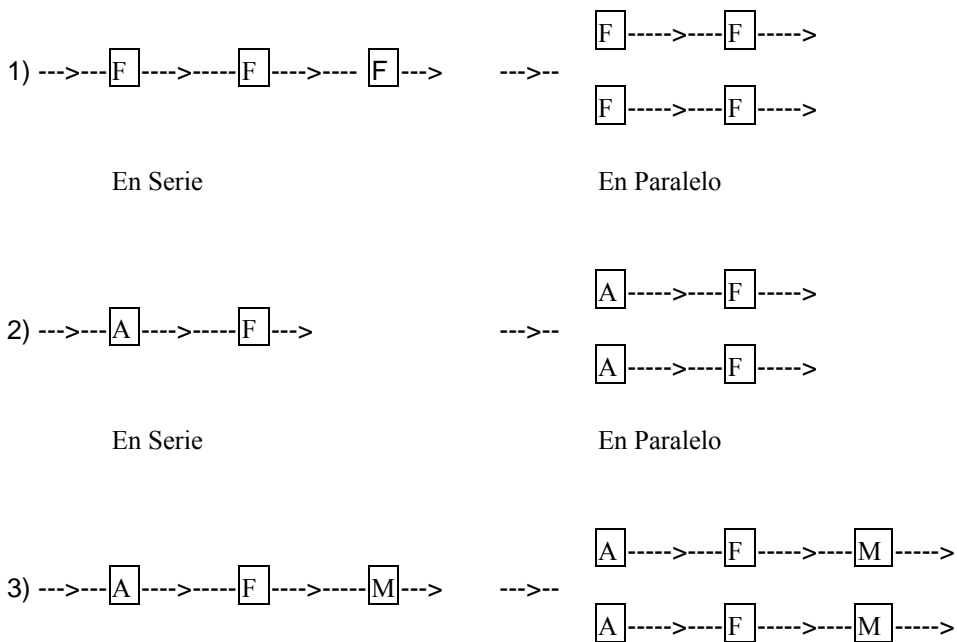 F ----->---- F ----->
1) --->--- F ---->----- F ---->---- F ---> --->--
F ----->---- F ----->
En Serie En Paralelo
A ----->---- F ----->
2) --->--- A ---->----- F ---> --->--
A ----->---- F ----->
En Serie En Paralelo
A ----->---- F ----->---- M ----->
3) --->--- A ---->----- F ---->----- M ---> --->--
A ----->---- F ----->---- M ----->